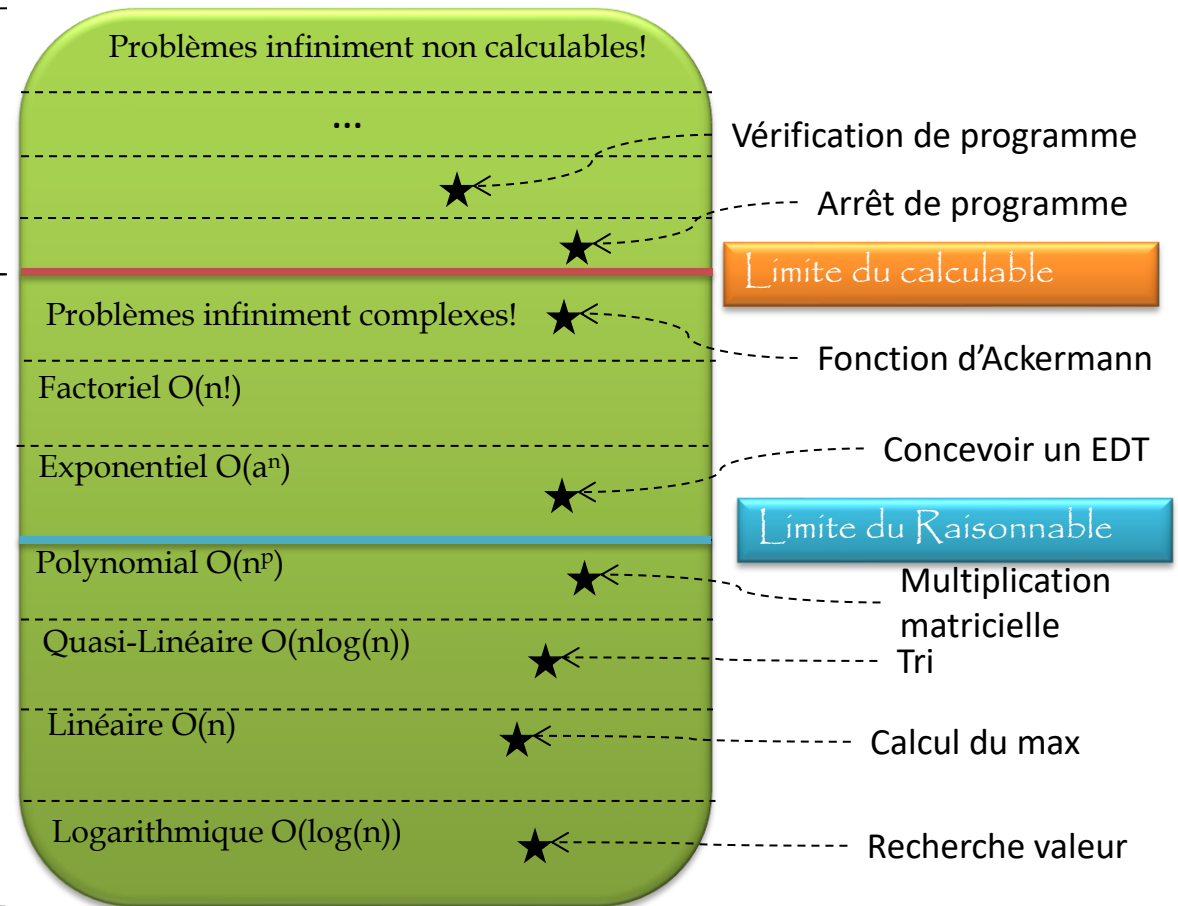 Problèmes infiniment non calculables!
...
Vérification de programme
Arrêt de programme
Limite du calculable
Problèmes infiniment complexes!
Fonction d’Ackermann
Factoriel O(n!)
Concevoir un EDT
Exponentiel O(aⁿ)
Limite du Raisonnable
Polynomial O(nᵖ)
Multiplication
matricielle
Quasi-Linéaire O(nlog(n))
Tri
Linéaire O(n)
Calcul du max
Logarithmique O(log(n))
Recherche valeur